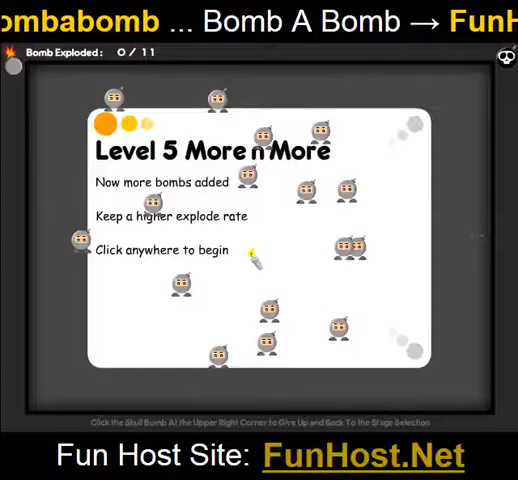 ombabomb ... Bomb A Bomb → FunH
Bomb Exploded : 0 / 11
Level 5 More n More
Now more bombs added
Keep a higher explode rate
Click anywhere to begin
Click the Skull Bomb At the Upper Right Corner to Give Up and Back To the Stage Selection
Fun Host Site: FunHost.Net